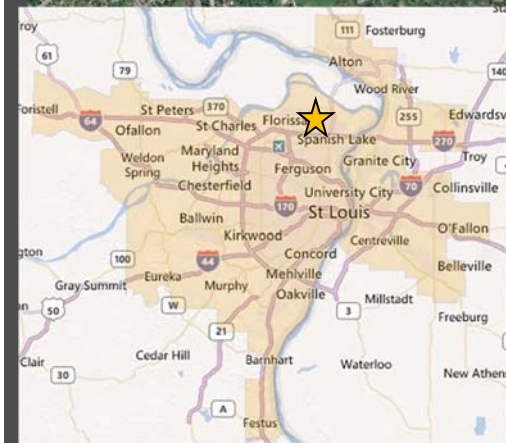 111
Fosterburg
Troy
61
79
Alton
140
Wood River
Foristell
64
St Peters
370
Florissa
255
Edwardsv
Ofallon
St Charles
Spanish Lake
270
Weldon
Spring
Maryland
Heights
Ferguson
Granite City
Troy
Chesterfield
University City
70
Collinsville
170
St Louis
Ballwin
Kirkwood
Centreville
O'Fallon
100
44
Concord
Belleville
Gray Summit
Eureka
Murphy
Mehlville
Oakville
50
W
3
Millstadt
Freeburg
21
Clair
30
Cedar Hill
Barnhart
Waterloo
New Athen
A
Festus